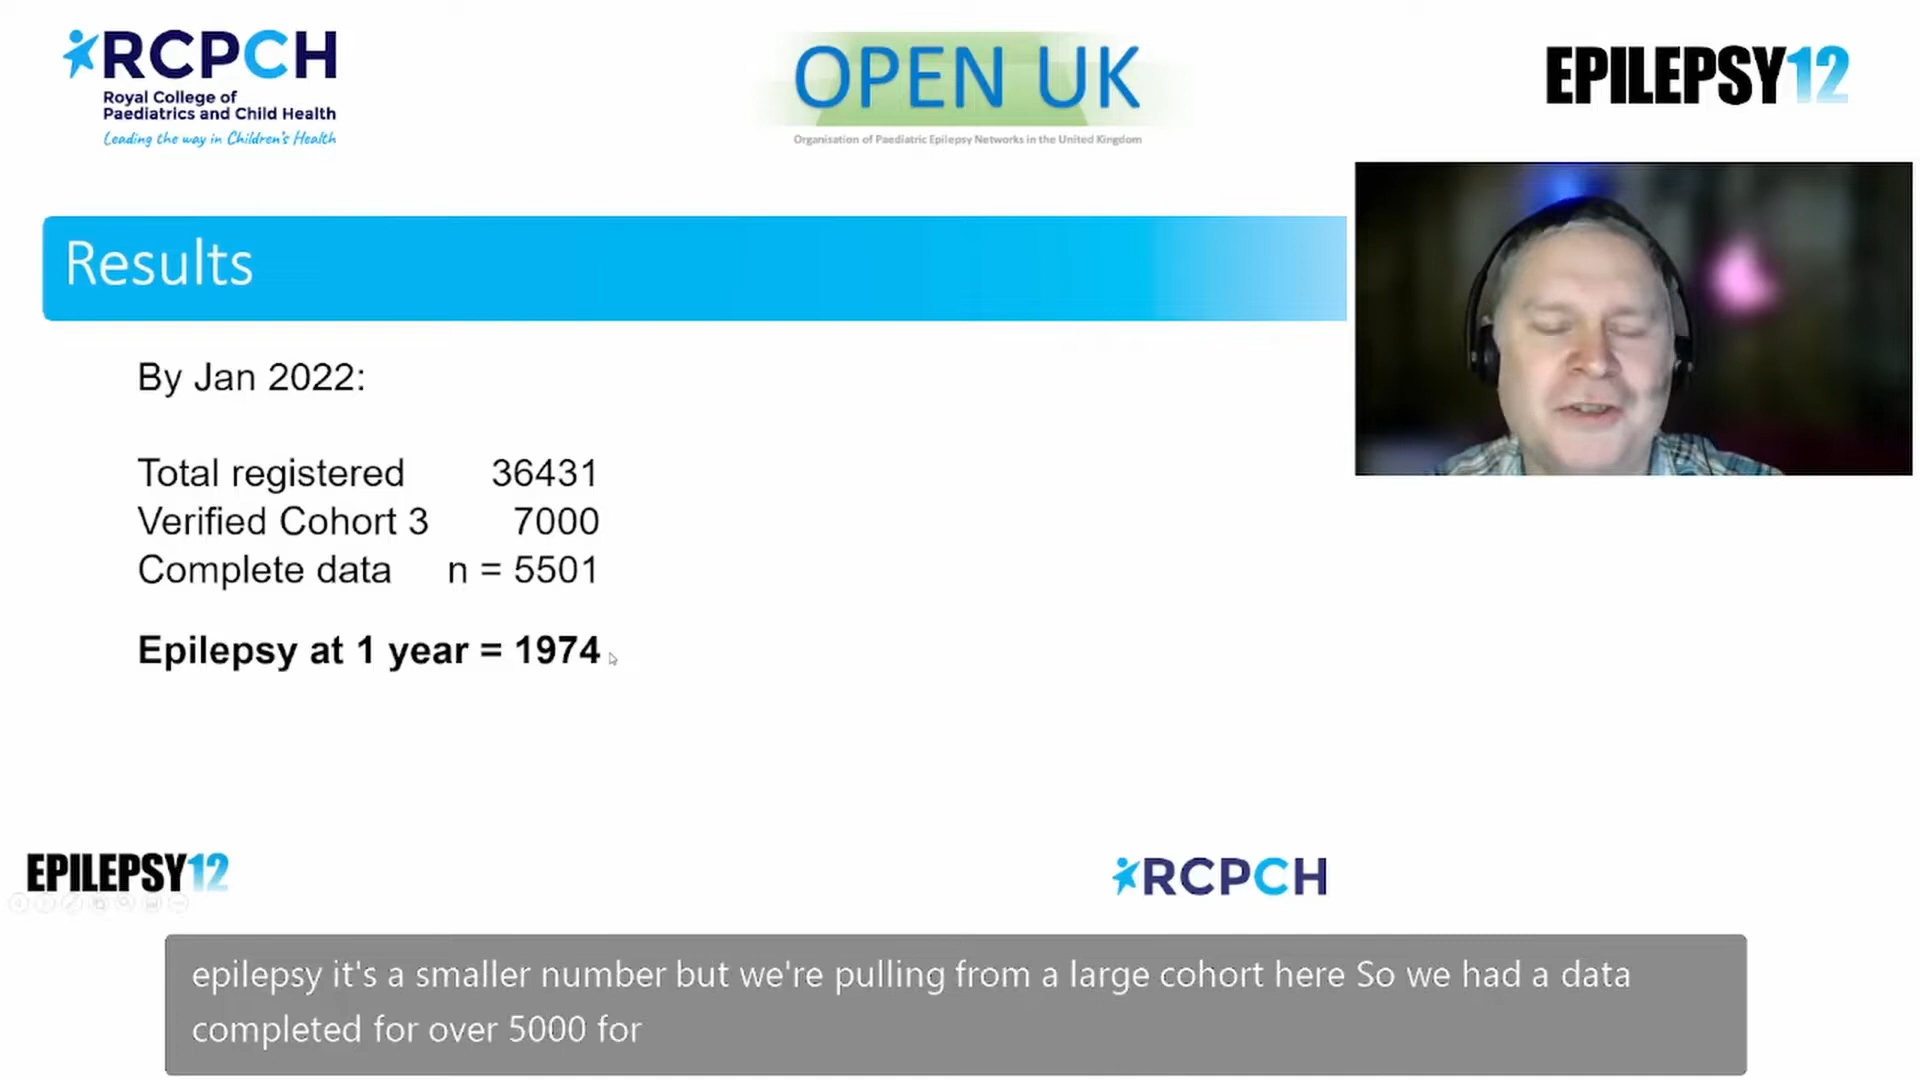 RCPCH
Royal College of
Paediatrics and Child Health
Leading the way in Children's Health
OPEN UK
Organisation of Paediatric Epilepsy Networks in the United Kingdom
EPILEPSY12
Results
By Jan 2022:
Total registered 36431
Verified Cohort 3 7000
Complete data n = 5501
Epilepsy at 1 year = 1974
EPILEPSY12
RCPCH
epilepsy it's a smaller number but we're pulling from a large cohort here So we had a data
completed for over 5000 for